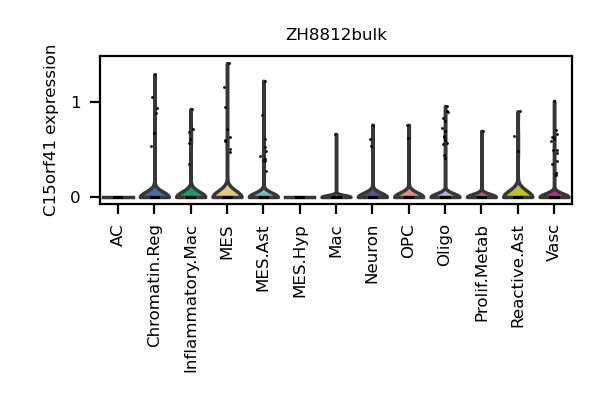 ZH8812bulk
C15orf41 expression
1
0
AC
Chromatin.Reg
Inflammatory.Mac
MES
MES.Ast
MES.Hyp
Mac
Neuron
OPC
Oligo
Prolif.Metab
Reactive.Ast
Vasc